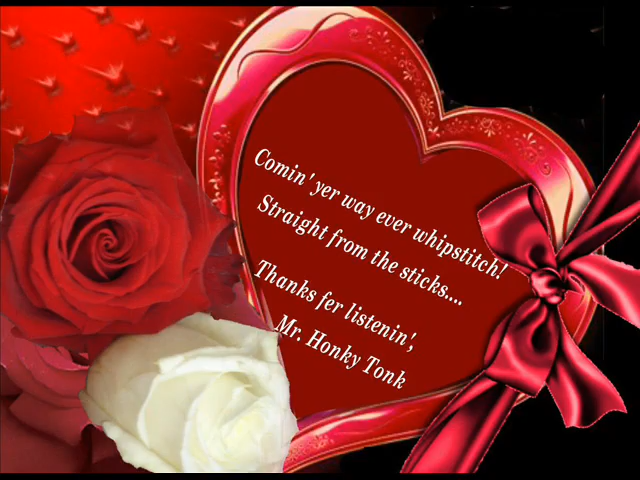 Comin' yer way ever whipstitch!
Straight from the sticks....
Thanks fer listenin',
Mr. Honky Tonk